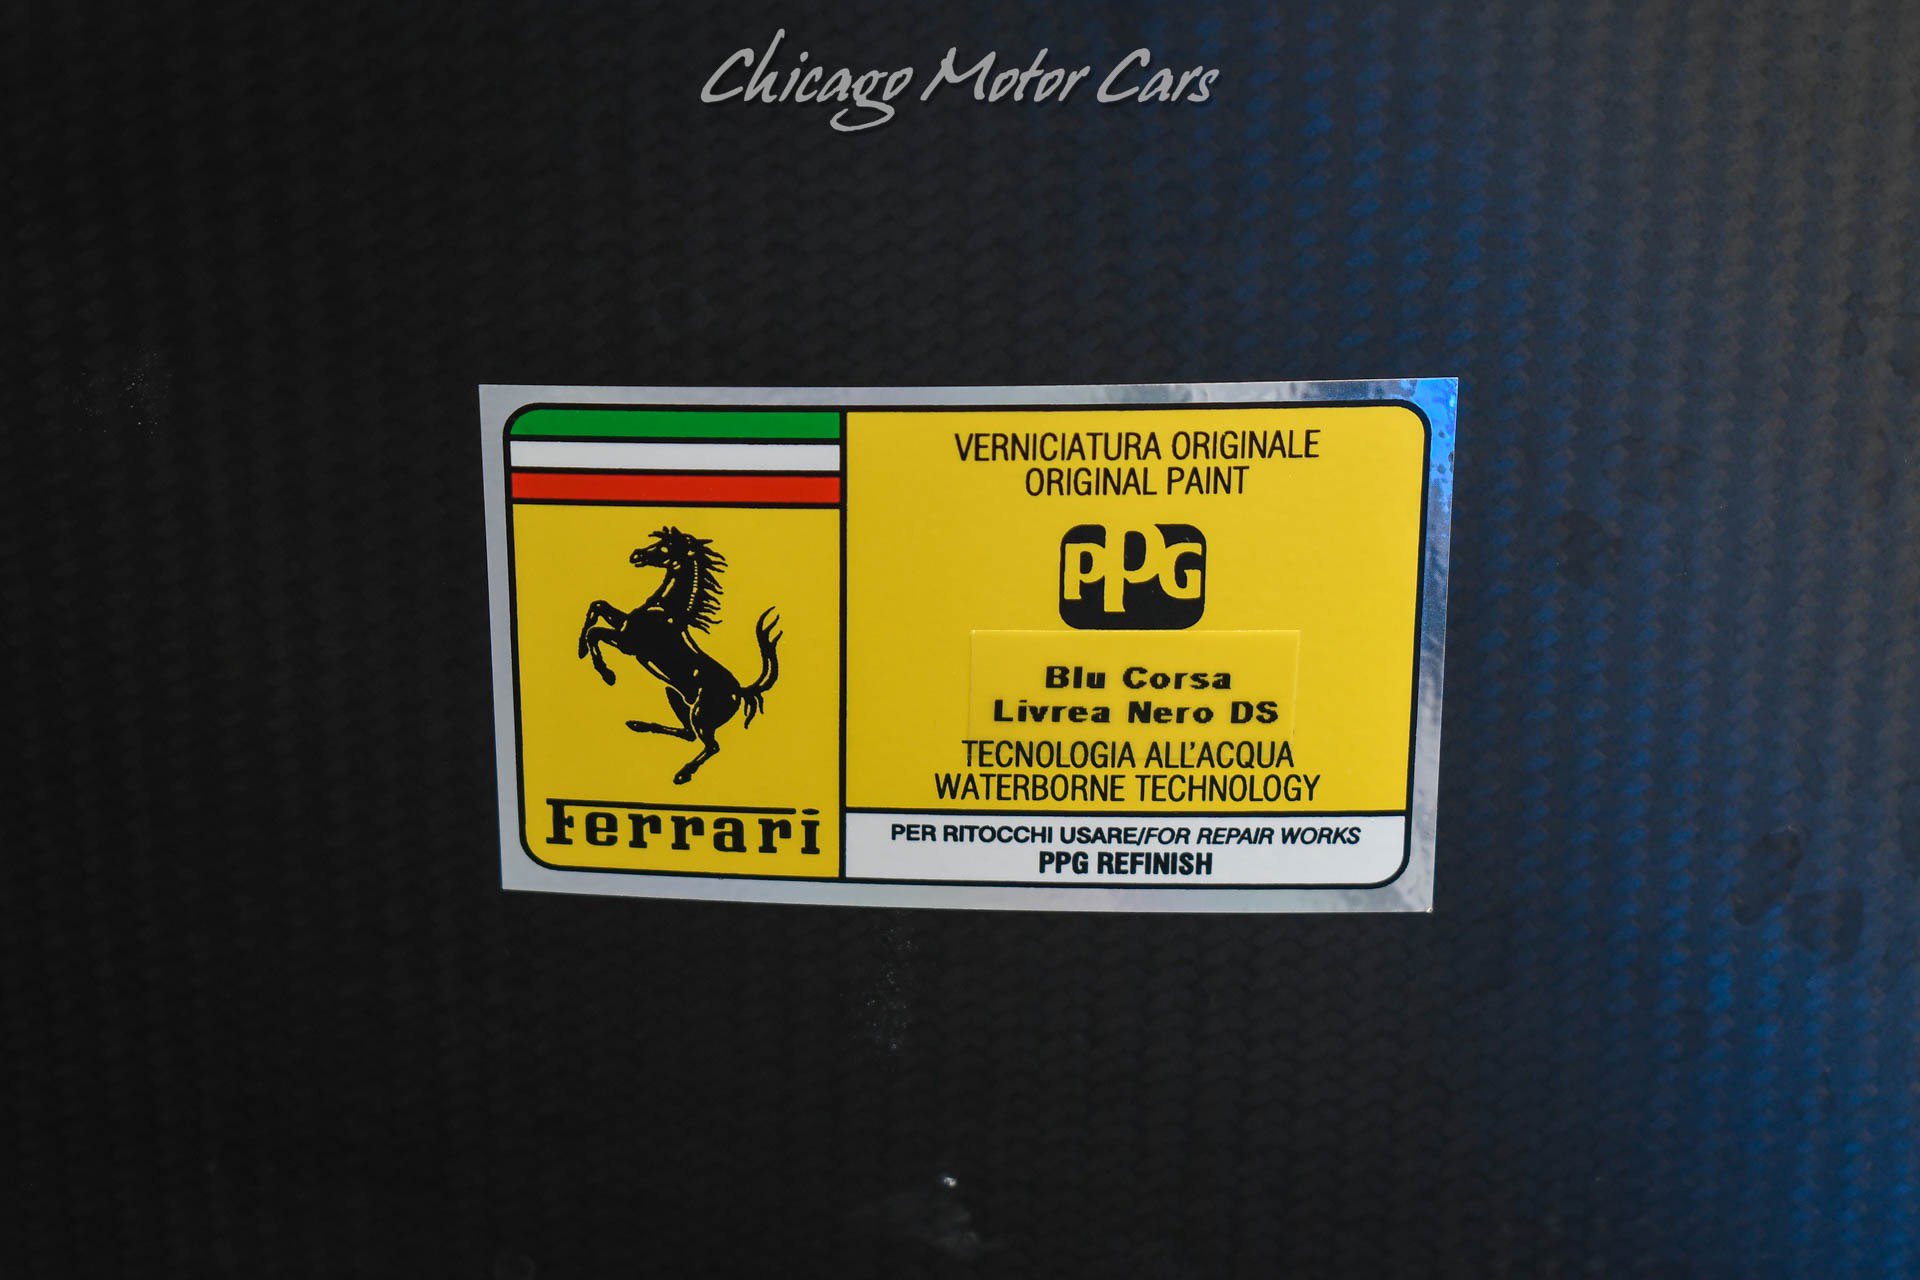 Chicago Motor Cars
VERNICIATURA ORIGINALE
ORIGINAL PAINT
PPG
Blu Corsa
Livrea Nero DS
TECNOLOGIA ALL'ACQUA
WATERBORNE TECHNOLOGY
Ferrari
PER RITOCCHI USARE/FOR REPAIR WORKS
PPG REFINISH